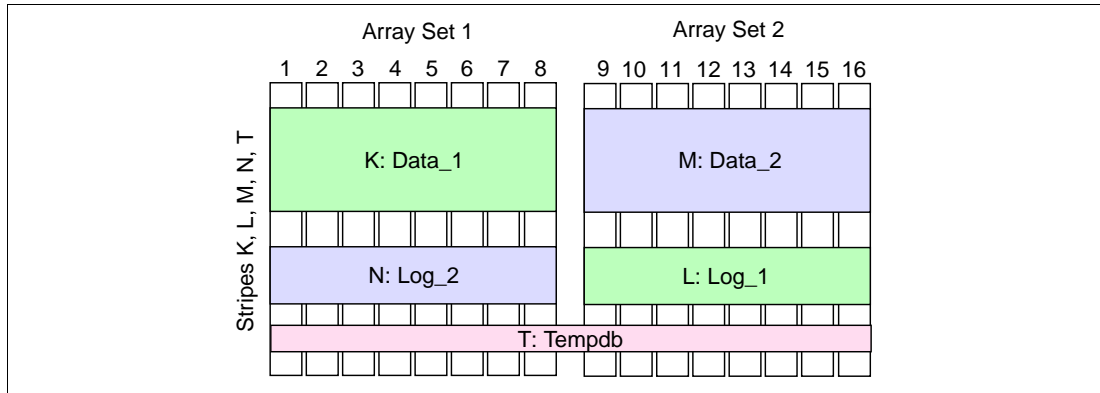 Array Set 1
Array Set 2
1 2 3 4 5 6 7 8
9 10 11 12 13 14 15 16
Stripes K, L, M, N, T
K: Data_1
M: Data_2
N: Log_2
L: Log_1
T: Tempdb